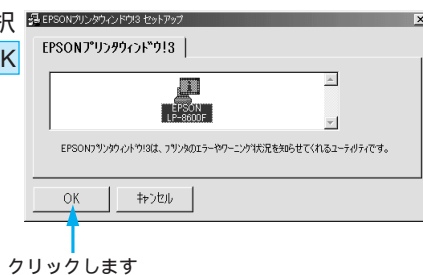 択
K
EPSONプリンタウィンドウ!3 セットアップ
EPSONプリンタウィンドウ!3
EPSON
LP-8600F
EPSONプリンタウィンドウ!3は、プリンタのエラーやワーニング状況を知らせてくれるユーティリティです。
OK
キャンセル
クリックします